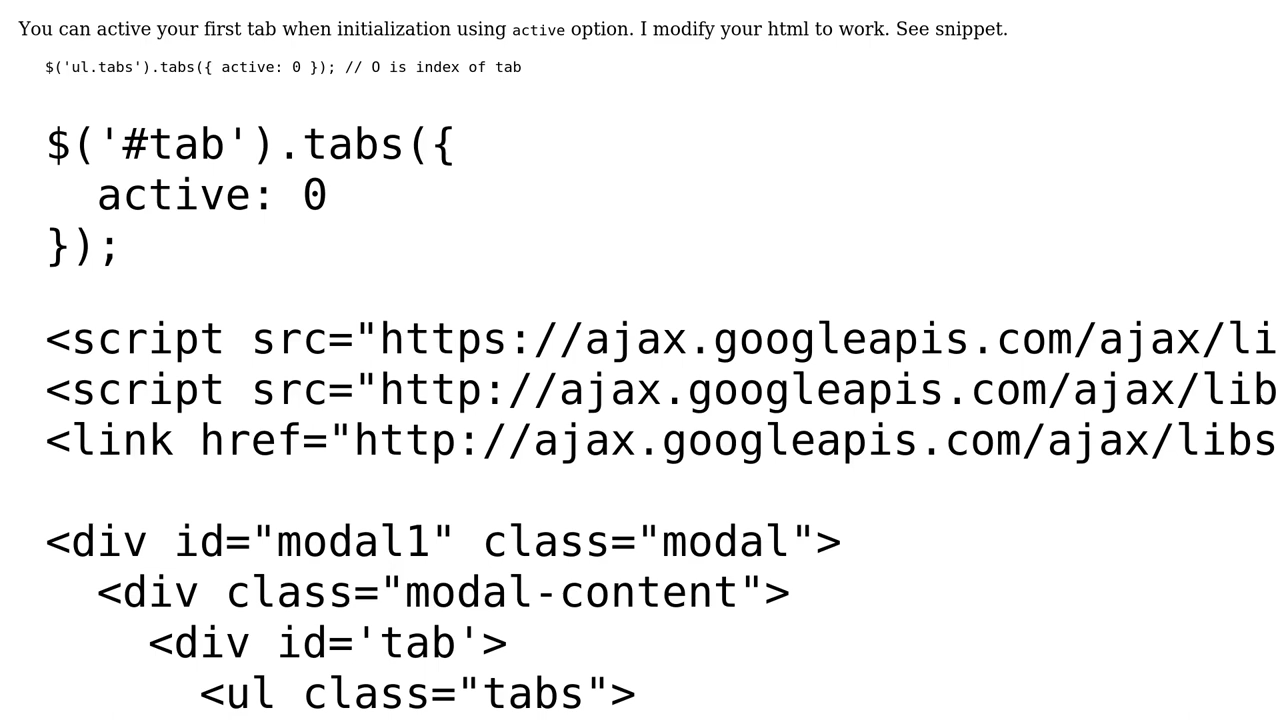 You can active your first tab when initialization using active option. I modify your html to work. See snippet.
$('ul.tabs').tabs({ active: 0 }); // O is index of tab
$('#tab').tabs({
  active: 0
});
<script src="https://ajax.googleapis.com/ajax/li
<script src="http://ajax.googleapis.com/ajax/lib
<link href="http://ajax.googleapis.com/ajax/libs
<div id="modal1" class="modal">
  <div class="modal-content">
    <div id='tab'>
      <ul class="tabs">